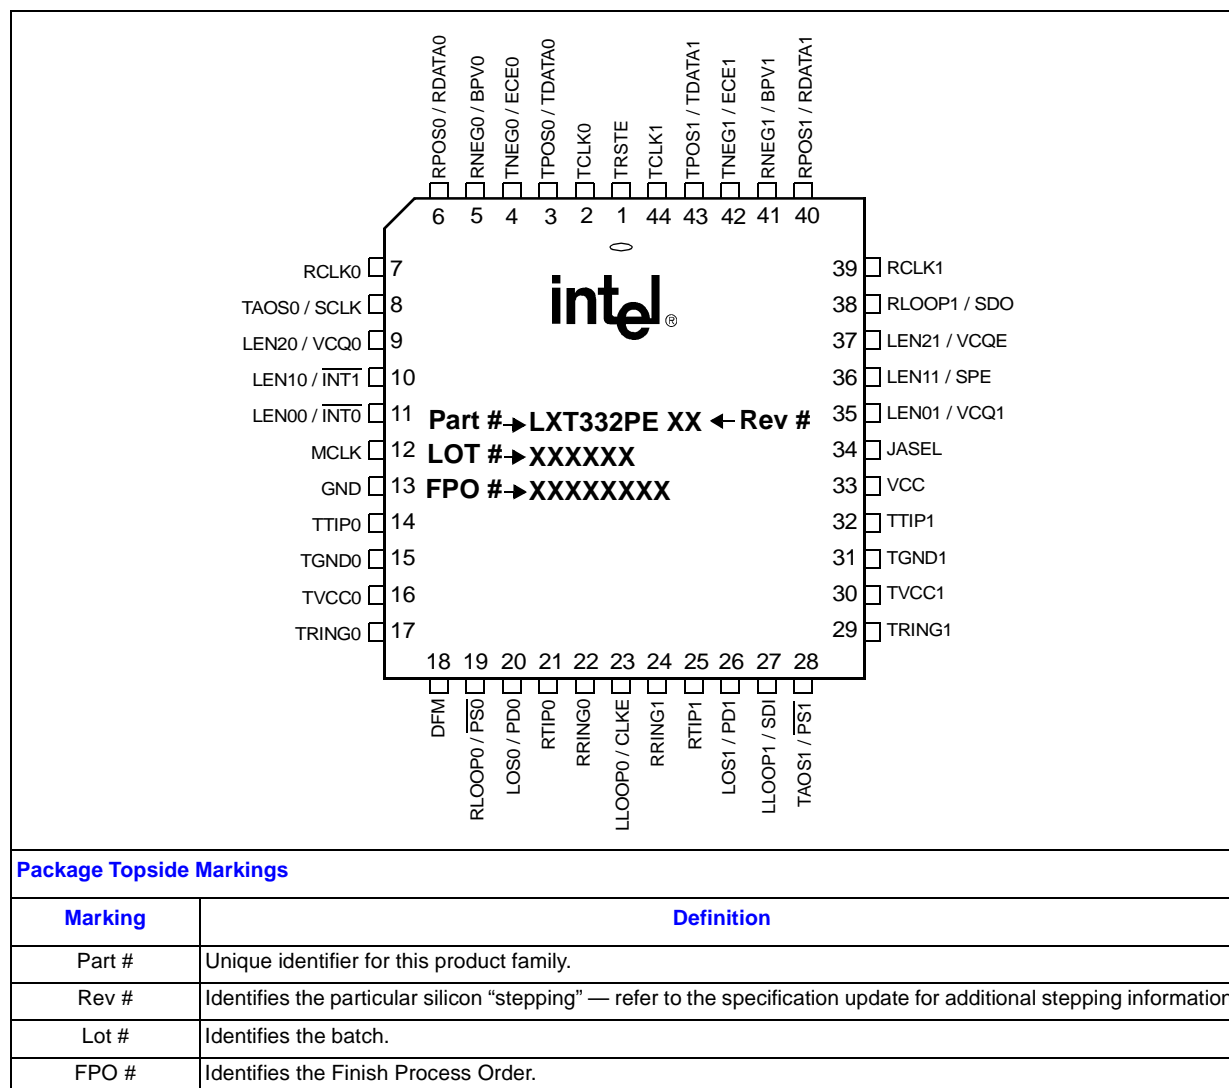 RPOS0 / RDATA0
RNEG0 / BPV0
TNEG0 / ECE0
TPOS0 / TDATA0
TCLK0
TRSTE
TCLK1
TPOS1 / TDATA1
TNEG1 / ECE1
RNEG1 / BPV1
RPOS1 / RDATA1
6 5 4 3 2 1 44 43 42 41 40
RCLK0 7 39 RCLK1
TAOS0 / SCLK 8 38 RLOOP1 / SDO
LEN20 / VCQ0 9 37 LEN21 / VCQE
LEN10 / INT1 10 36 LEN11 / SPE
LEN00 / INT0 11 35 LEN01 / VCQ1
MCLK 12 34 JASEL
GND 13 33 VCC
TTIP0 14 32 TTIP1
TGND0 15 31 TGND1
TVCC0 16 30 TVCC1
TRING0 17 29 TRING1
intel®
Part # LXT332PE XX Rev #
LOT # XXXXXX
FPO # XXXXXXXX
18 19 20 21 22 23 24 25 26 27 28
DFM
RLOOP0 / PS0
LOS0 / PD0
RTIP0
RRING0
LLOOP0 / CLKE
RRING1
RTIP1
LOS1 / PD1
LLOOP1 / SDI
TAOS1 / PS1
Package Topside Markings
Marking Definition
Part # Unique identifier for this product family.
Rev # Identifies the particular silicon “stepping” — refer to the specification update for additional stepping information
Lot # Identifies the batch.
FPO # Identifies the Finish Process Order.